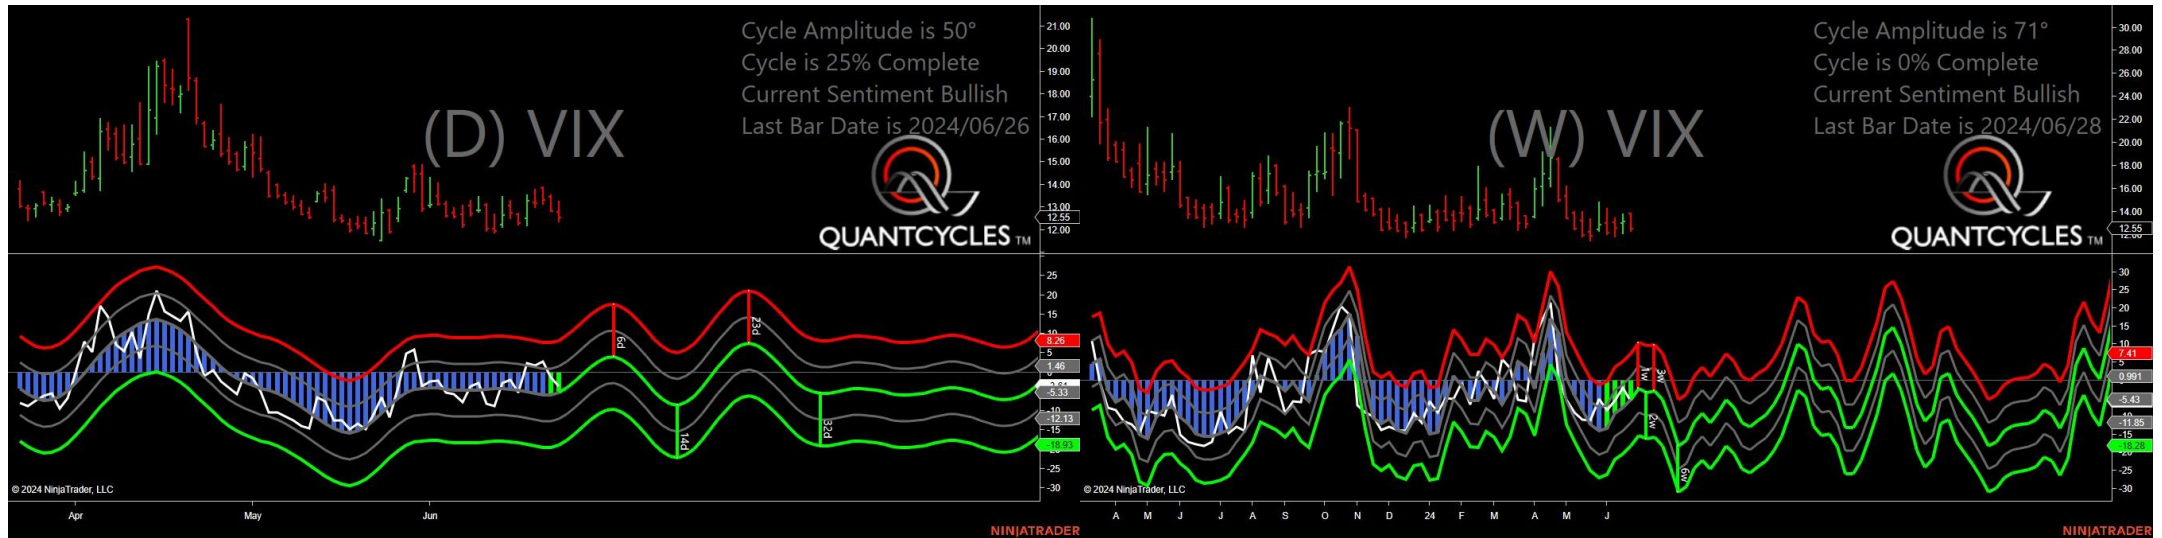 Cycle Amplitude is 50°
Cycle is 25% Complete
Current Sentiment Bullish
Last Bar Date is 2024/06/26
(D) VIX
QUANTCYCLES TM
21.00
20.00
19.00
18.00
17.00
16.00
15.00
14.00
13.00
12.55
12.00
25
20
15
10
8.26
5
1.46
-5.33
-10
-12.13
-15
-18.93
-25
-30
6d
14d
23d
32d
© 2024 NinjaTrader, LLC
Apr
May
Jun
NINJATRADER
Cycle Amplitude is 71°
Cycle is 0% Complete
Current Sentiment Bullish
Last Bar Date is 2024/06/28
(W) VIX
QUANTCYCLES TM
30.00
28.00
26.00
24.00
22.00
20.00
18.00
16.00
14.00
12.55
30
25
20
15
10
7.41
5
0.991
-5.43
-11.85
-15
-18.28
-25
-30
1w
3w
2w
6w
© 2024 NinjaTrader, LLC
A M J J A S O N D 24 F M A M J
NINJATRADER